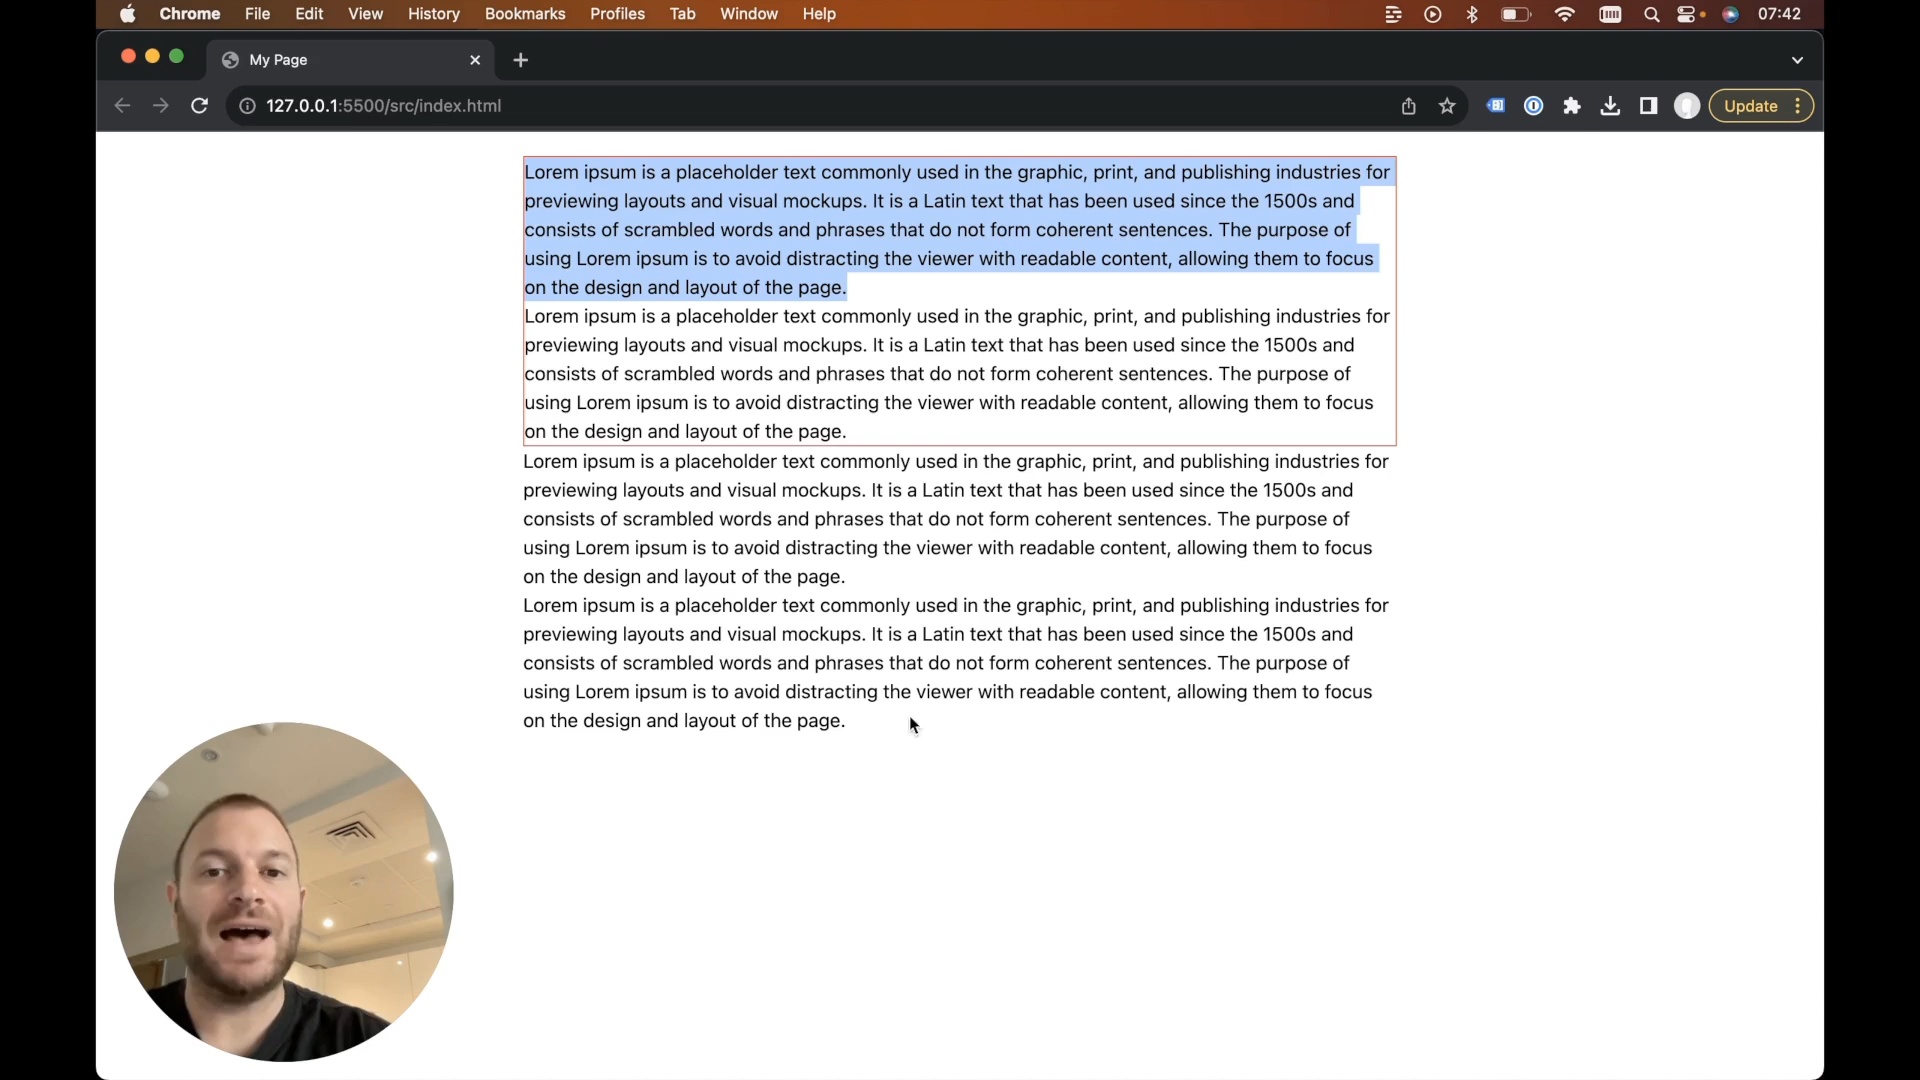 Chrome File Edit View History Bookmarks Profiles Tab Window Help 07:42
My Page
127.0.0.1:5500/src/index.html Update
Lorem ipsum is a placeholder text commonly used in the graphic, print, and publishing industries for
previewing layouts and visual mockups. It is a Latin text that has been used since the 1500s and
consists of scrambled words and phrases that do not form coherent sentences. The purpose of
using Lorem ipsum is to avoid distracting the viewer with readable content, allowing them to focus
on the design and layout of the page.
Lorem ipsum is a placeholder text commonly used in the graphic, print, and publishing industries for
previewing layouts and visual mockups. It is a Latin text that has been used since the 1500s and
consists of scrambled words and phrases that do not form coherent sentences. The purpose of
using Lorem ipsum is to avoid distracting the viewer with readable content, allowing them to focus
on the design and layout of the page.
Lorem ipsum is a placeholder text commonly used in the graphic, print, and publishing industries for
previewing layouts and visual mockups. It is a Latin text that has been used since the 1500s and
consists of scrambled words and phrases that do not form coherent sentences. The purpose of
using Lorem ipsum is to avoid distracting the viewer with readable content, allowing them to focus
on the design and layout of the page.
Lorem ipsum is a placeholder text commonly used in the graphic, print, and publishing industries for
previewing layouts and visual mockups. It is a Latin text that has been used since the 1500s and
consists of scrambled words and phrases that do not form coherent sentences. The purpose of
using Lorem ipsum is to avoid distracting the viewer with readable content, allowing them to focus
on the design and layout of the page.